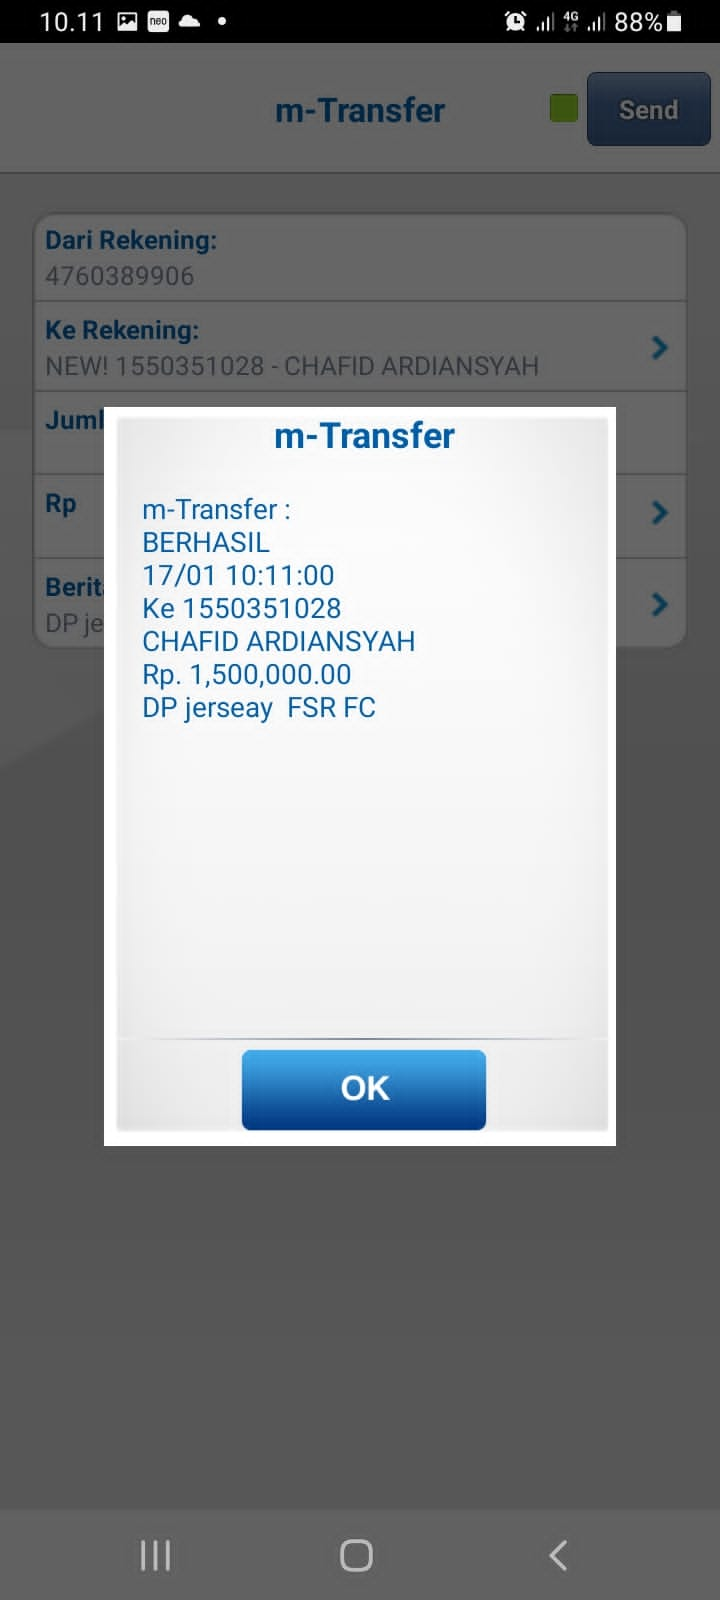 10.11 neo 4G 88%
m-Transfer
Send
Dari Rekening:
4760389906
Ke Rekening:
NEW! 1550351028 - CHAFID ARDIANSYAH
Juml
Rp
Berit
DP je
m-Transfer
m-Transfer :
BERHASIL
17/01 10:11:00
Ke 1550351028
CHAFID ARDIANSYAH
Rp. 1,500,000.00
DP jerseay  FSR FC
OK